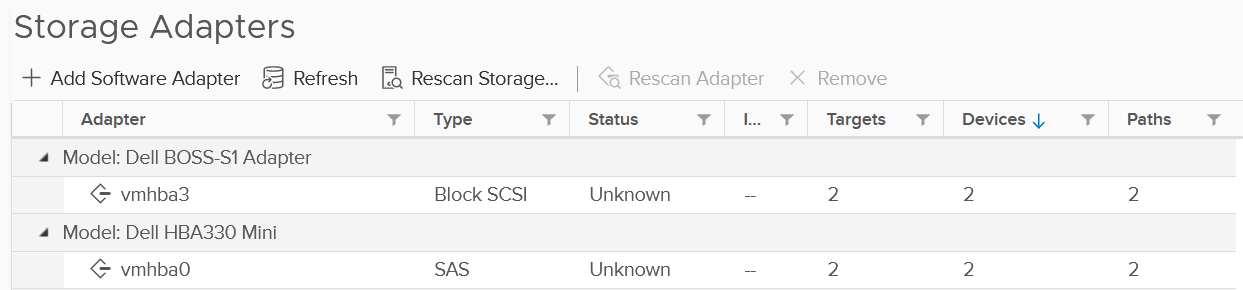 Storage Adapters
Add Software Adapter Refresh Rescan Storage... Rescan Adapter Remove
Adapter Type Status I... Targets Devices Paths
Model: Dell BOSS-S1 Adapter
vmhba3 Block SCSI Unknown -- 2 2 2
Model: Dell HBA330 Mini
vmhba0 SAS Unknown -- 2 2 2